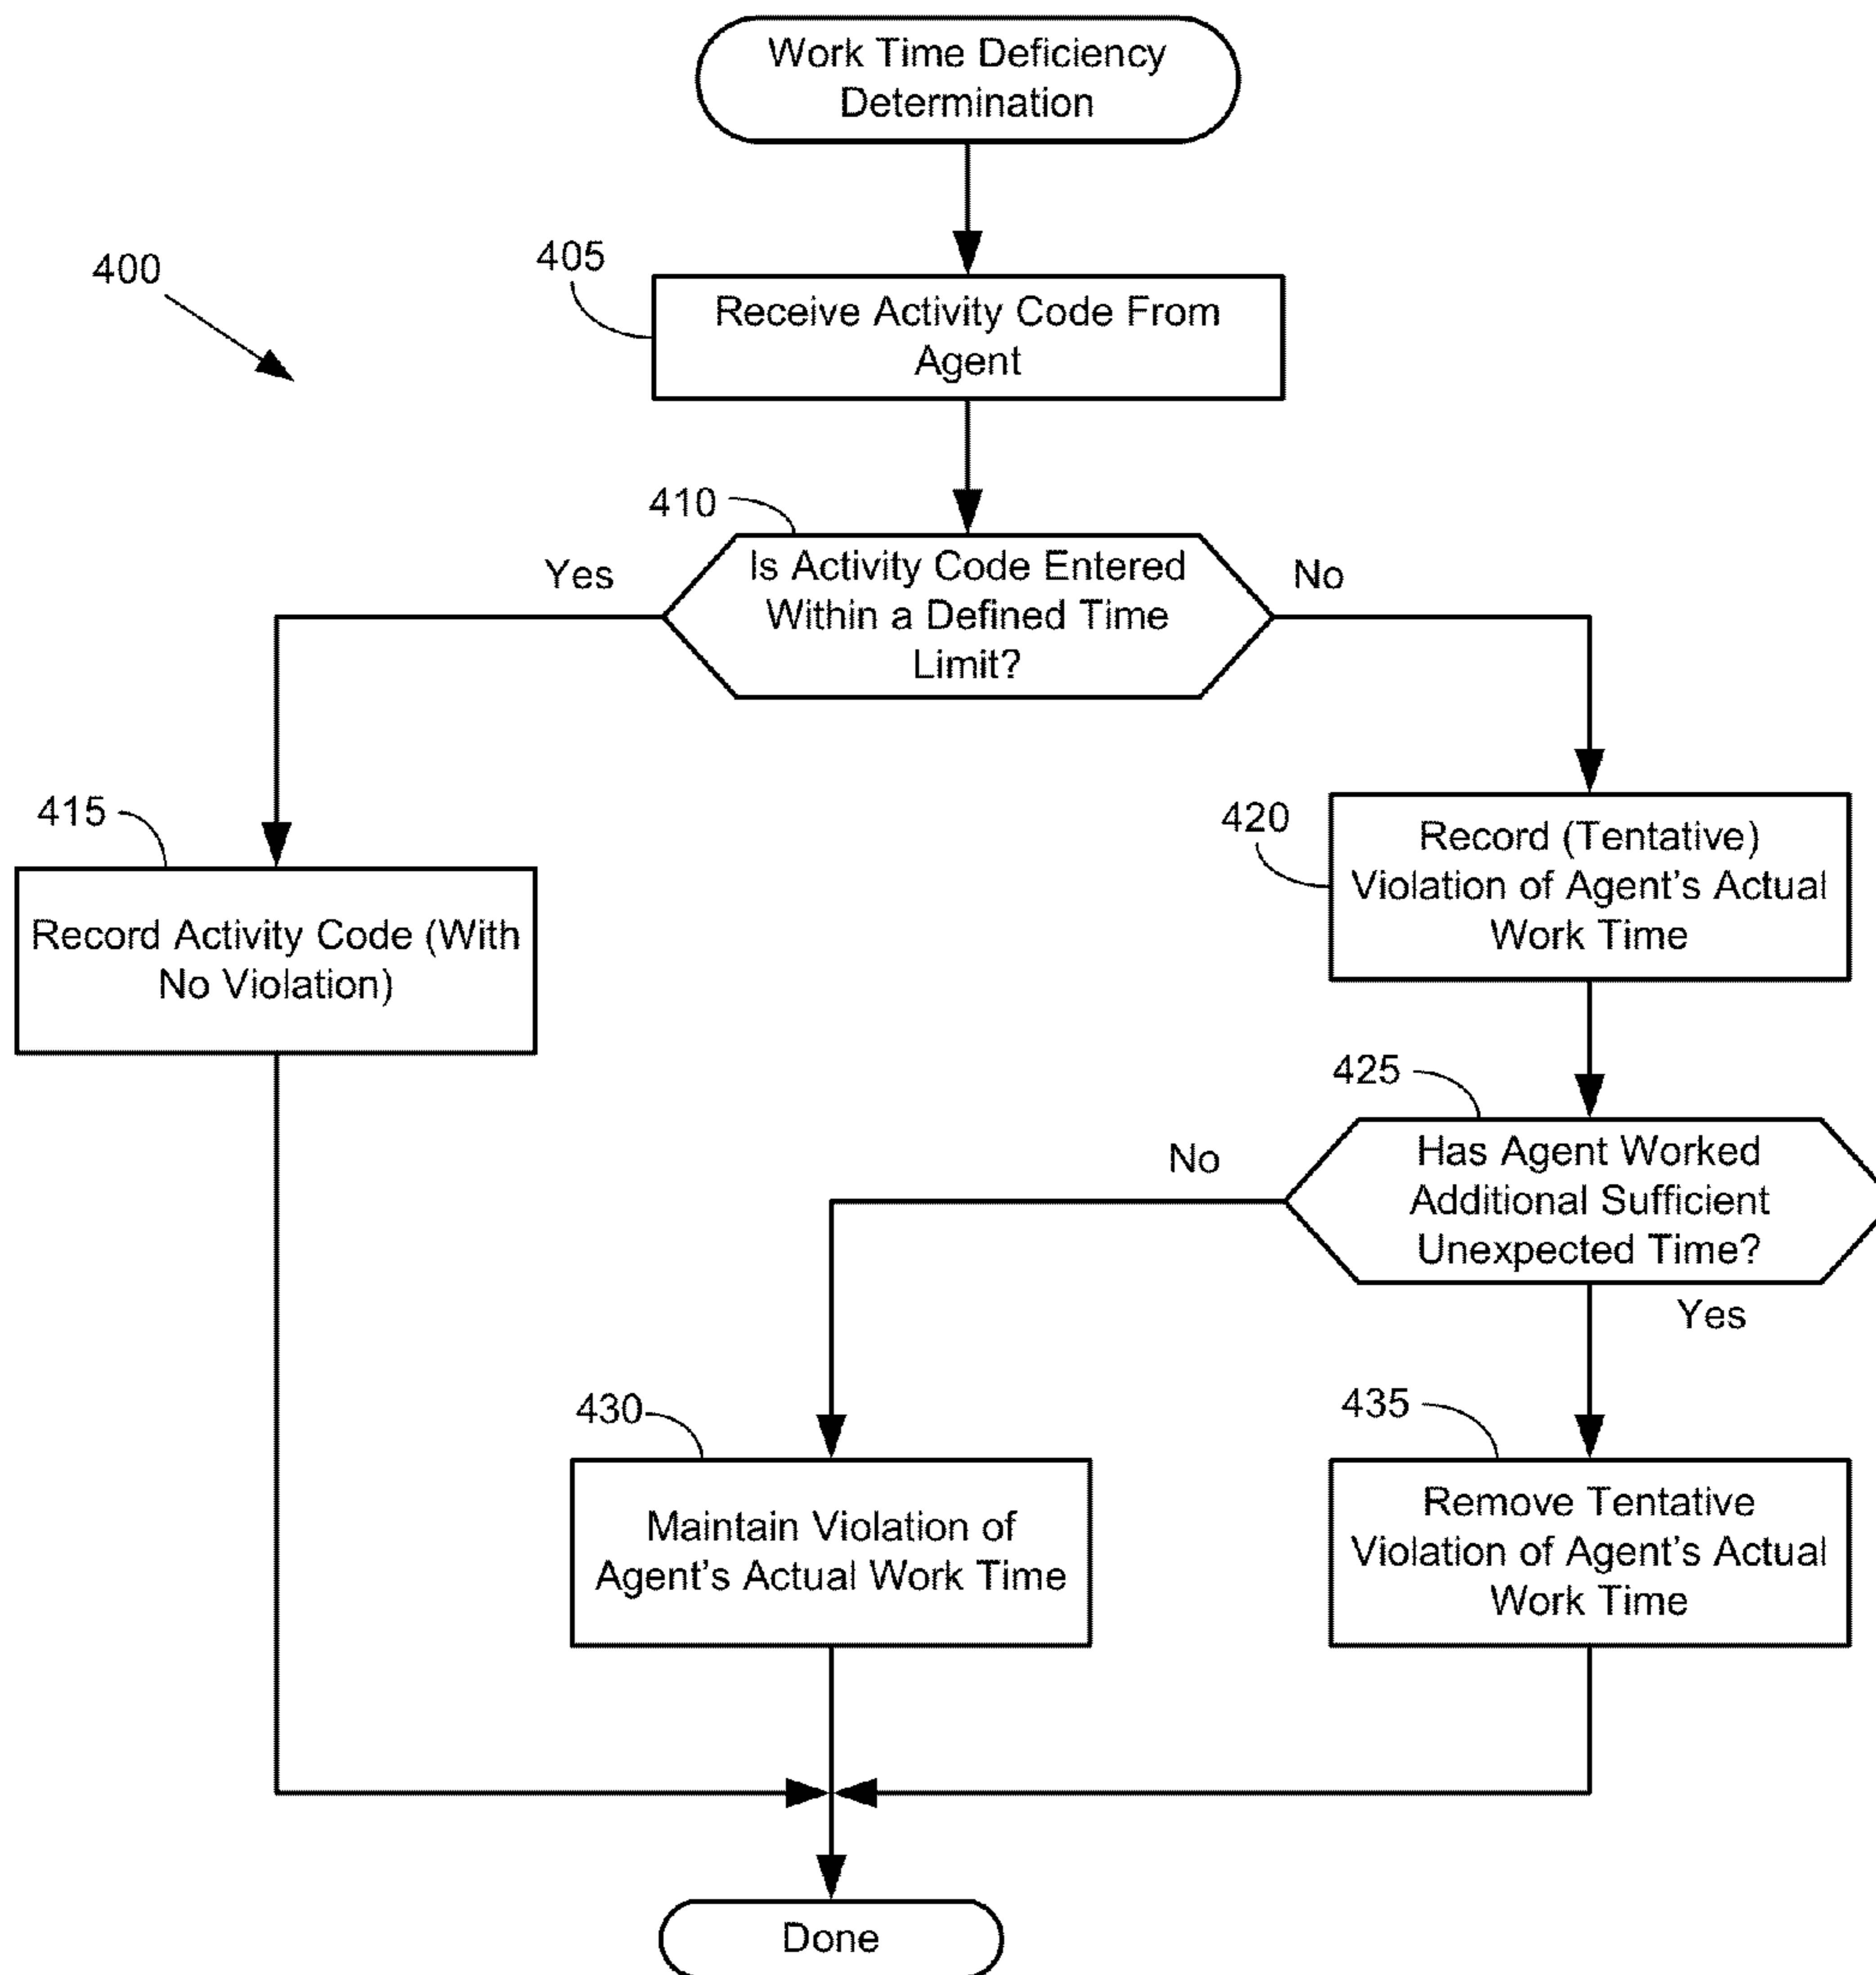 Work Time Deficiency
Determination
400
405
Receive Activity Code From
Agent
410
Yes
Is Activity Code Entered
Within a Defined Time
Limit?
No
415
Record Activity Code (With
No Violation)
420
Record (Tentative)
Violation of Agent's Actual
Work Time
425
No
Has Agent Worked
Additional Sufficient
Unexpected Time?
Yes
430
Maintain Violation of
Agent's Actual Work Time
435
Remove Tentative
Violation of Agent's Actual
Work Time
Done